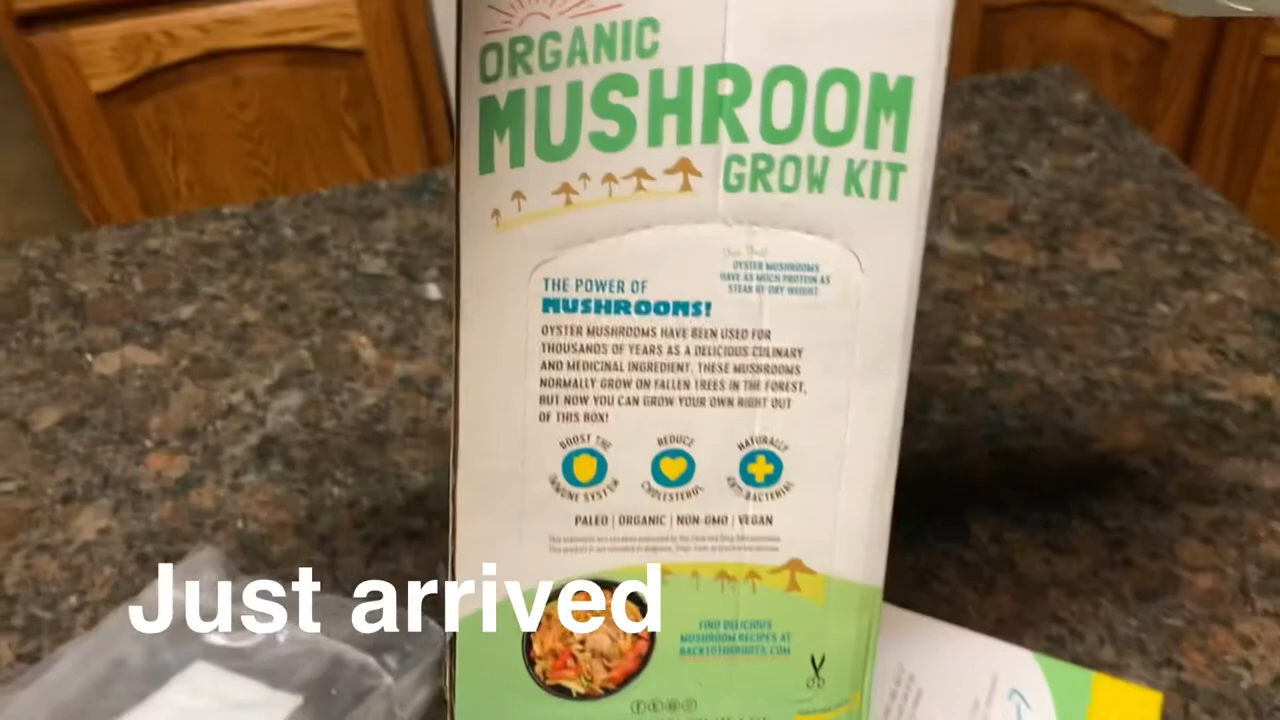 ORGANIC
MUSHROOM
GROW KIT
OYSTER MUSHROOMS
HAVE AS MUCH PROTEIN AS
STEAK BY DRY WEIGHT!
THE POWER OF
MUSHROOMS!
OYSTER MUSHROOMS HAVE BEEN USED FOR
THOUSANDS OF YEARS AS A DELICIOUS CULINARY
AND MEDICINAL INGREDIENT. THESE MUSHROOMS
NORMALLY GROW ON FALLEN TREES IN THE FOREST,
BUT NOW YOU CAN GROW YOUR OWN RIGHT OUT
OF THIS BOX!
BOOST THE
IMMUNE SYSTEM
REDUCE
CHOLESTEROL
NATURALLY
ANTI-BACTERIAL
PALEO | ORGANIC | NON-GMO | VEGAN
Just arrived
FIND DELICIOUS
MUSHROOM RECIPES AT
BACKTOTHEROOTS.COM